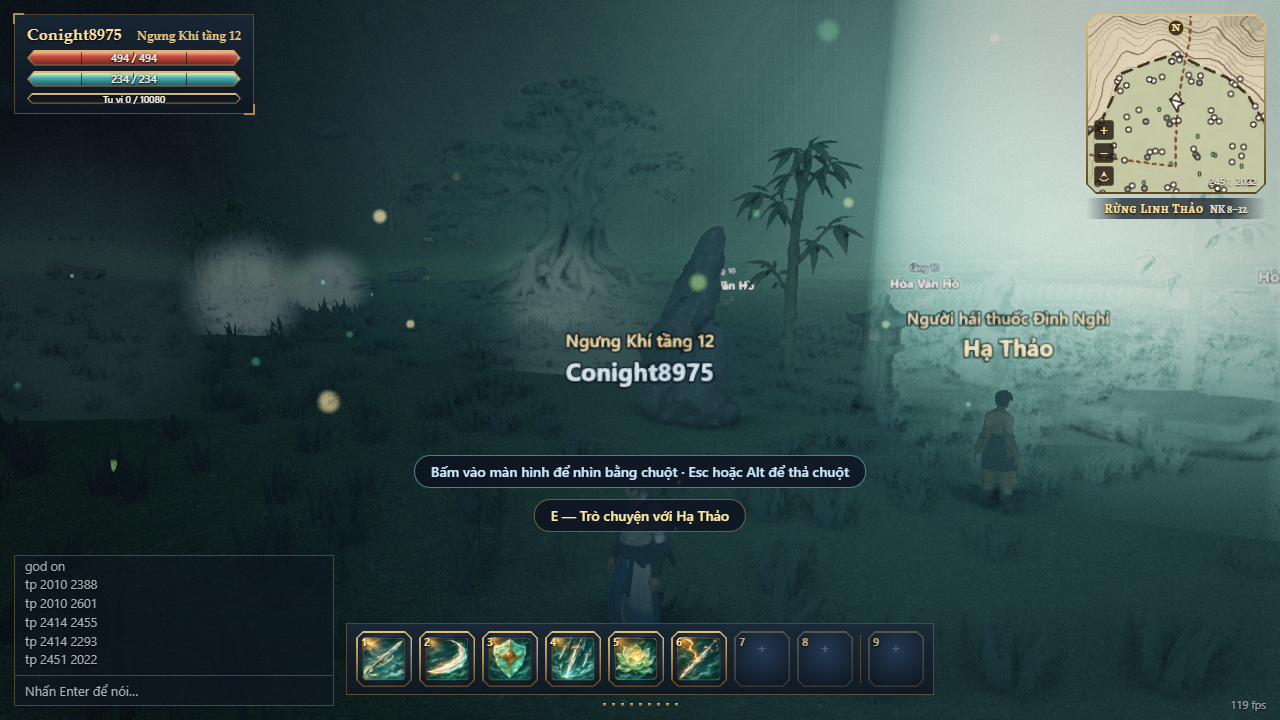 Conight8975 Ngưng Khí tầng 12
494 / 494
234 / 234
Tu vi 0 / 10080
N
+
−
2451, 2022
Rừng Linh Thảo NK 8–12
Hỏa Vân Hồ
Người hái thuốc Đinh Nghi
Hạ Thảo
Ngưng Khí tầng 12
Conight8975
Bấm vào màn hình để nhìn bằng chuột · Esc hoặc Alt để thả chuột
E — Trò chuyện với Hạ Thảo
god on
tp 2010 2388
tp 2010 2601
tp 2414 2455
tp 2414 2293
tp 2451 2022
Nhấn Enter để nói...
1 2 3 4 5 6 7 8 9
119 fps